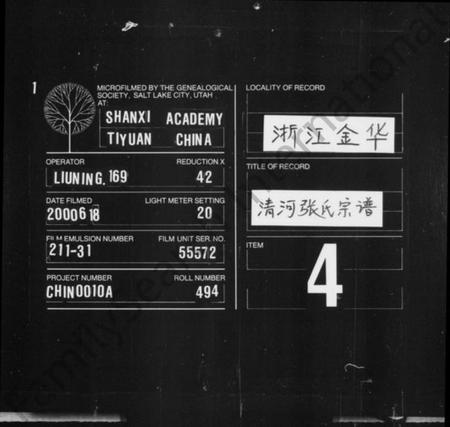 1
MICROFILMED BY THE GENEALOGICAL
SOCIETY, SALT LAKE CITY, UTAH
AT:
SHANXI ACADEMY
TIYUAN CHINA
OPERATOR REDUCTION X
LIUNING. 169 42
DATE FILMED LIGHT METER SETTING
2000618 20
FILM EMULSION NUMBER FILM UNIT SER. NO.
211-31 55572
PROJECT NUMBER ROLL NUMBER
CHIN0010A 494
LOCALITY OF RECORD
浙江金华
TITLE OF RECORD
清河张氏宗谱
ITEM
4
FamilySearch International